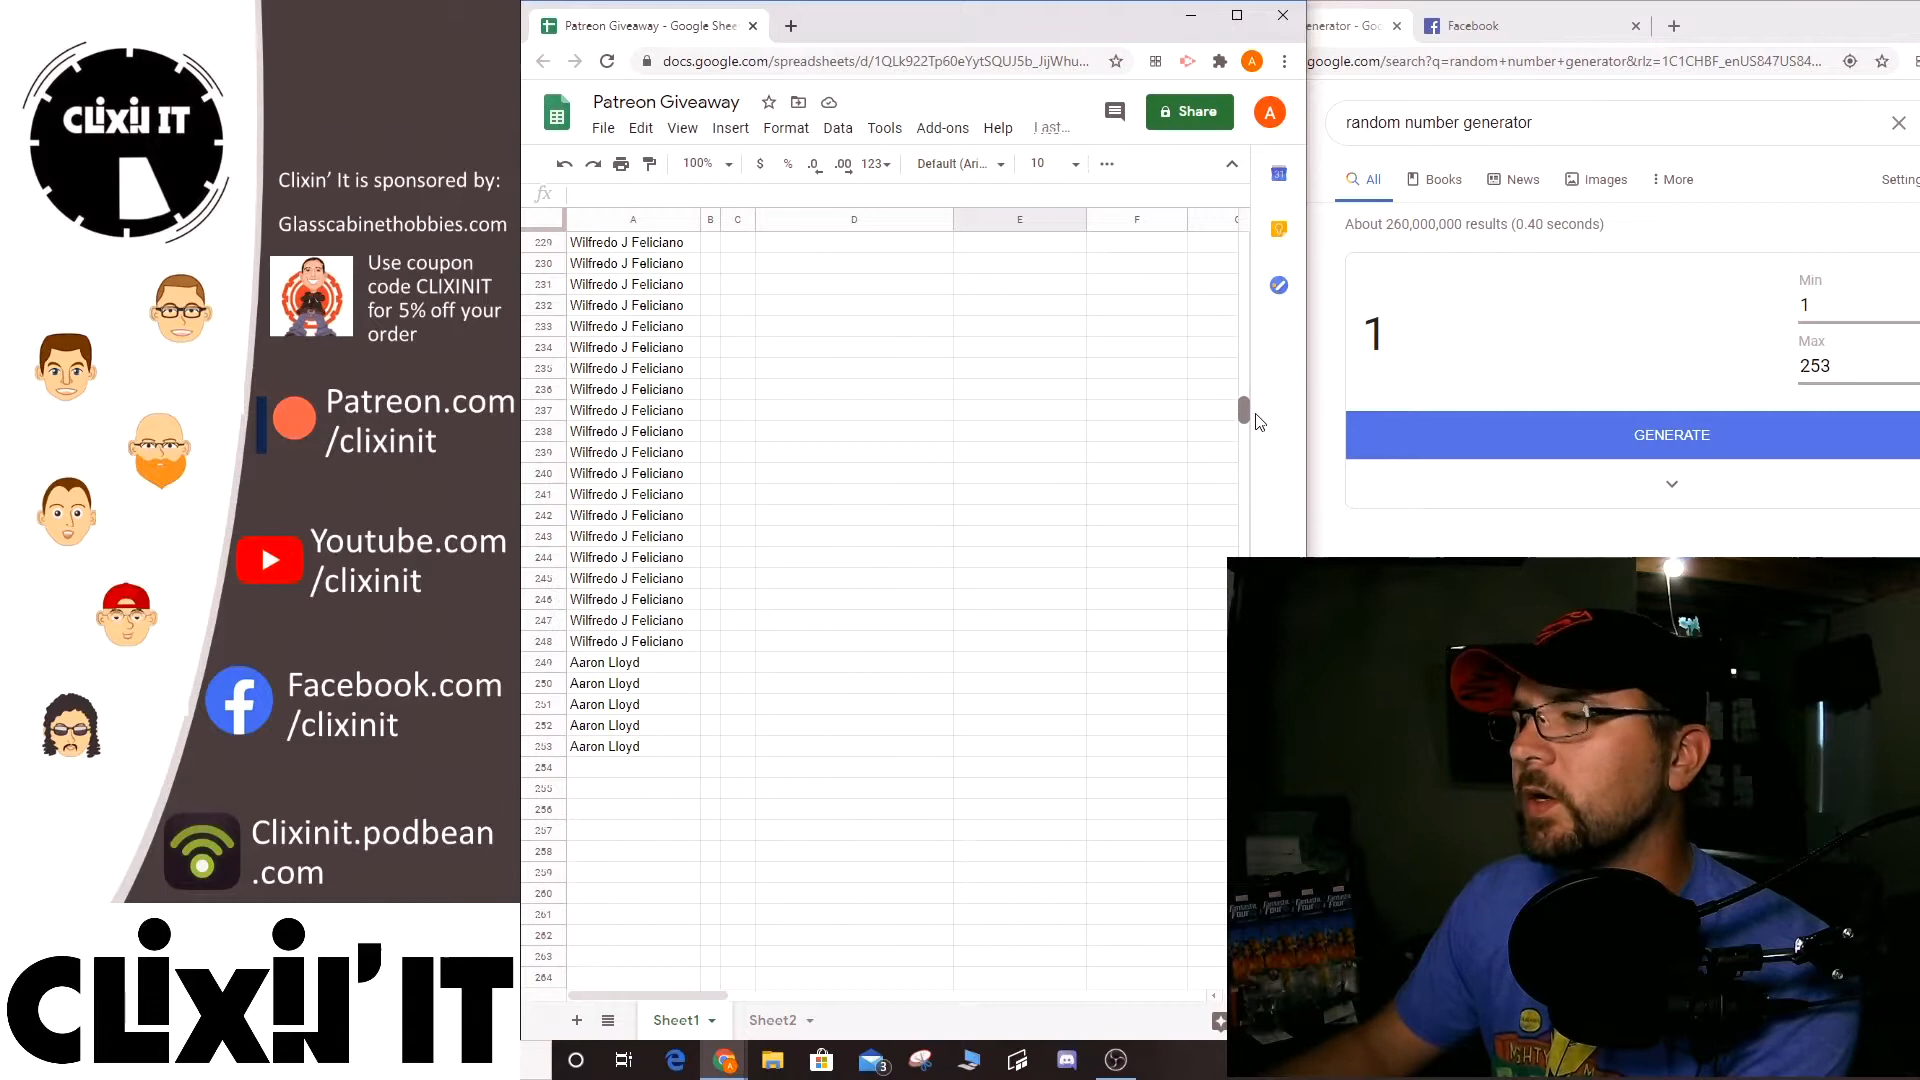 CLIXIN IT
Clixin' It is sponsored by:
Glasscabinethobbies.com
Use coupon
code CLIXINIT
for 5% off your
order
Patreon.com
/clixinit
Youtube.com
/clixinit
Facebook.com
/clixinit
Clixinit.podbean
.com
CLIXIN' IT
Patreon Giveaway - Google Shee
docs.google.com/spreadsheets/d/1QLk922Tp60eYytSQUJ5b_JijWhu...
A
Patreon Giveaway
Share
A
File Edit View Insert Format Data Tools Add-ons Help Last...
100% $ % .0 .00 123 Default (Ari... 10
31
fx
A B C D E F
229 Wilfredo J Feliciano
230 Wilfredo J Feliciano
231 Wilfredo J Feliciano
232 Wilfredo J Feliciano
233 Wilfredo J Feliciano
234 Wilfredo J Feliciano
235 Wilfredo J Feliciano
236 Wilfredo J Feliciano
237 Wilfredo J Feliciano
238 Wilfredo J Feliciano
239 Wilfredo J Feliciano
240 Wilfredo J Feliciano
241 Wilfredo J Feliciano
242 Wilfredo J Feliciano
243 Wilfredo J Feliciano
244 Wilfredo J Feliciano
245 Wilfredo J Feliciano
246 Wilfredo J Feliciano
247 Wilfredo J Feliciano
248 Wilfredo J Feliciano
249 Aaron Lloyd
250 Aaron Lloyd
251 Aaron Lloyd
252 Aaron Lloyd
253 Aaron Lloyd
254
255
256
257
258
259
260
261
262
263
264
Sheet1 Sheet2
3
enerator - Goo Facebook
google.com/search?q=random+number+generator&rlz=1C1CHBF_enUS847US84...
random number generator
All Books News Images More Setting
About 260,000,000 results (0.40 seconds)
1
Min
1
Max
253
GENERATE